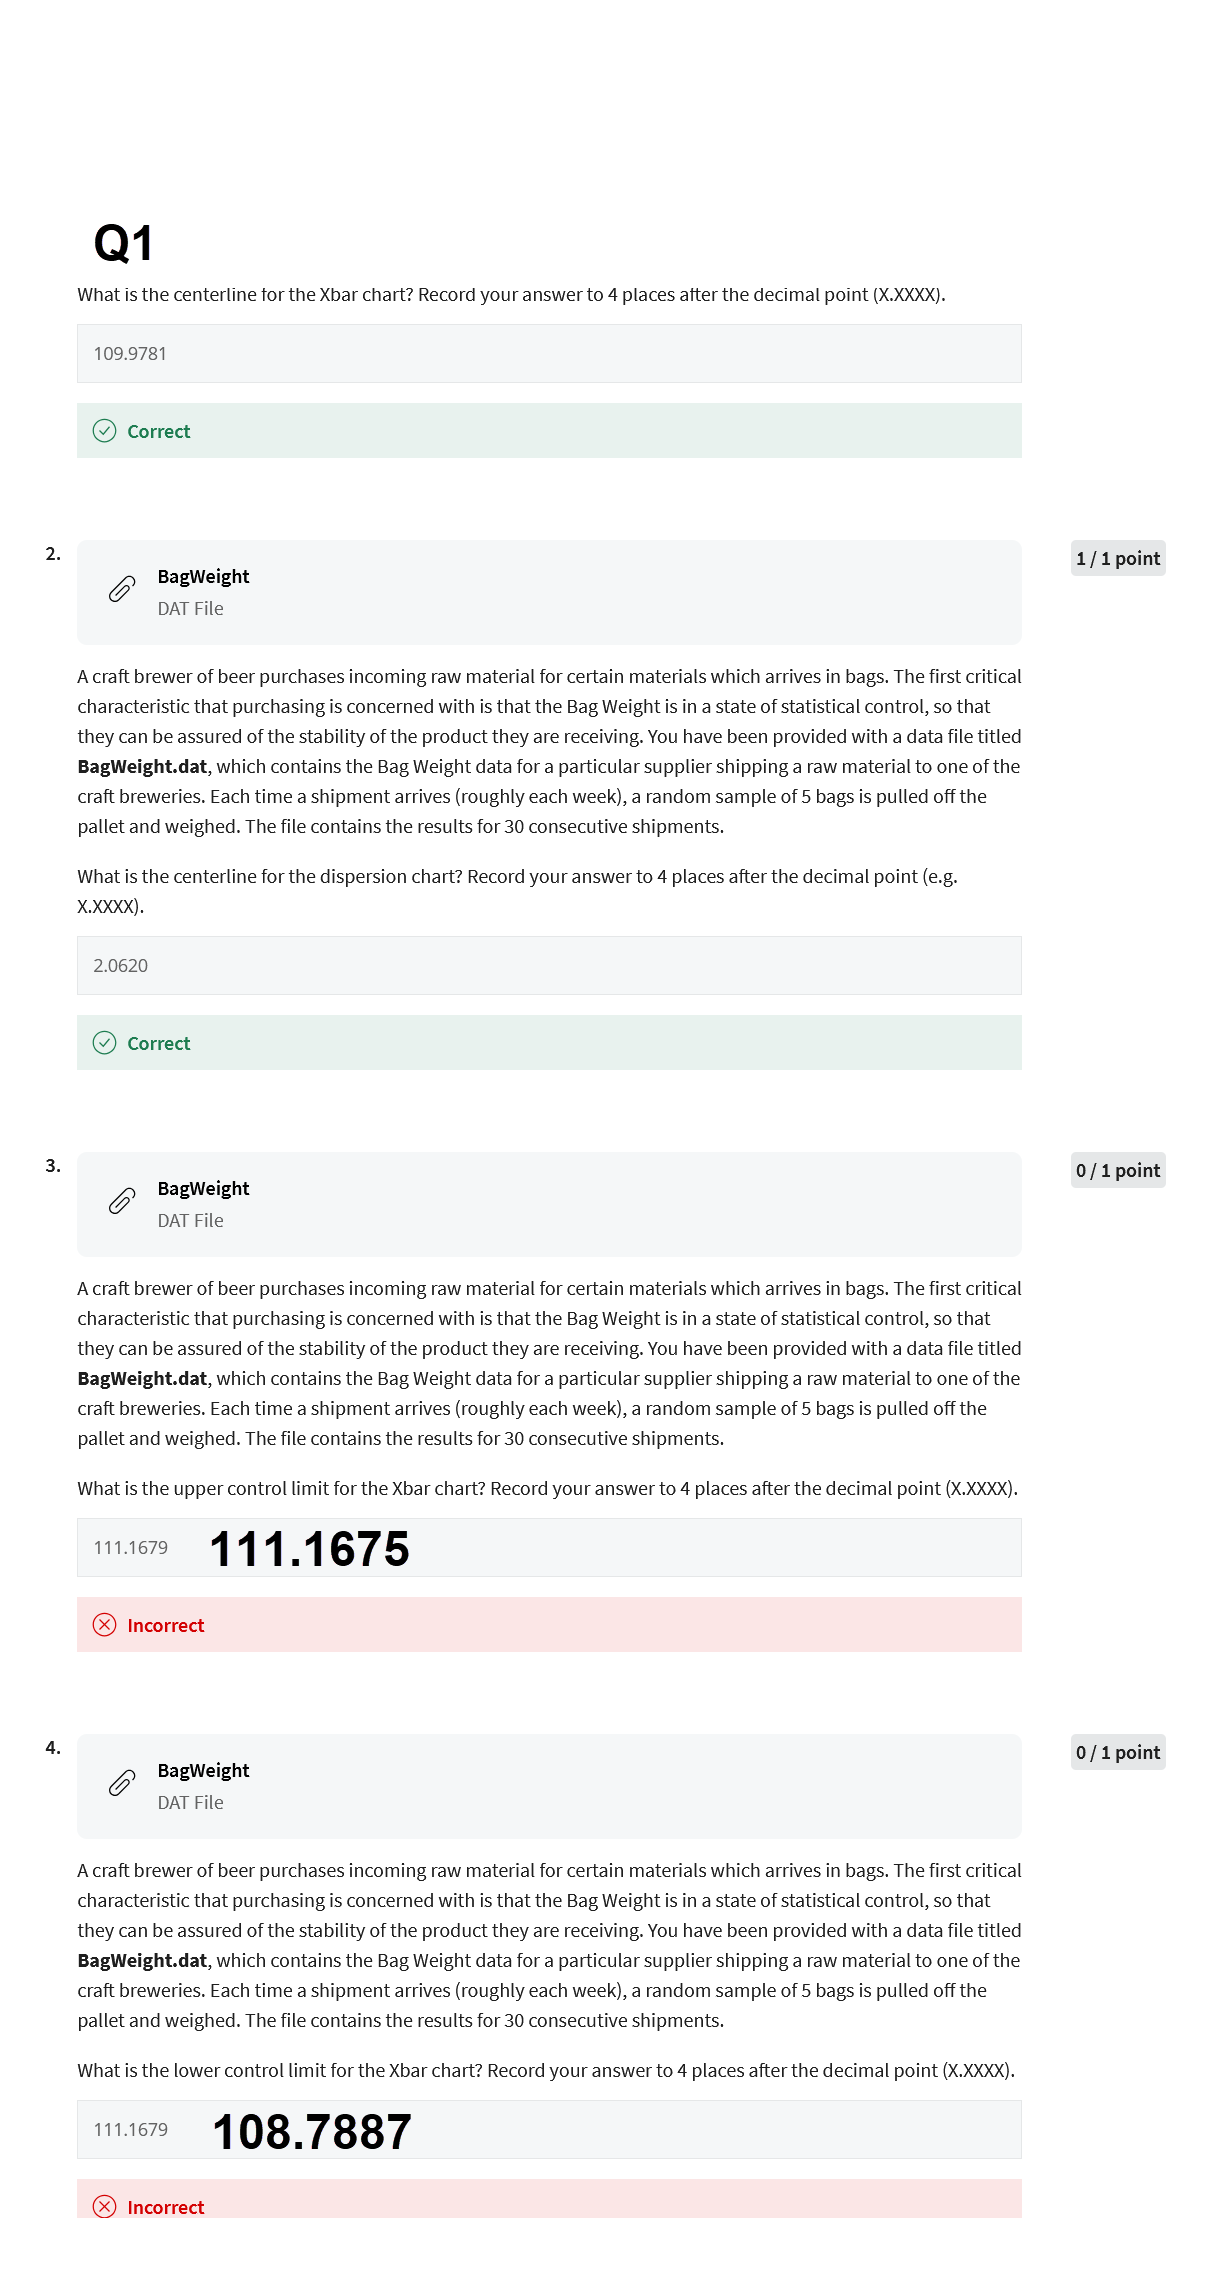 Q1
What is the centerline for the Xbar chart? Record your answer to 4 places after the decimal point (X.XXXX).
109.9781
Correct
2.
1 / 1 point
BagWeight
DAT File
A craft brewer of beer purchases incoming raw material for certain materials which arrives in bags. The first critical
characteristic that purchasing is concerned with is that the Bag Weight is in a state of statistical control, so that
they can be assured of the stability of the product they are receiving. You have been provided with a data file titled
BagWeight.dat, which contains the Bag Weight data for a particular supplier shipping a raw material to one of the
craft breweries. Each time a shipment arrives (roughly each week), a random sample of 5 bags is pulled off the
pallet and weighed. The file contains the results for 30 consecutive shipments.
What is the centerline for the dispersion chart? Record your answer to 4 places after the decimal point (e.g.
X.XXXX).
2.0620
Correct
3.
0 / 1 point
BagWeight
DAT File
A craft brewer of beer purchases incoming raw material for certain materials which arrives in bags. The first critical
characteristic that purchasing is concerned with is that the Bag Weight is in a state of statistical control, so that
they can be assured of the stability of the product they are receiving. You have been provided with a data file titled
BagWeight.dat, which contains the Bag Weight data for a particular supplier shipping a raw material to one of the
craft breweries. Each time a shipment arrives (roughly each week), a random sample of 5 bags is pulled off the
pallet and weighed. The file contains the results for 30 consecutive shipments.
What is the upper control limit for the Xbar chart? Record your answer to 4 places after the decimal point (X.XXXX).
111.1679 111.1675
Incorrect
4.
0 / 1 point
BagWeight
DAT File
A craft brewer of beer purchases incoming raw material for certain materials which arrives in bags. The first critical
characteristic that purchasing is concerned with is that the Bag Weight is in a state of statistical control, so that
they can be assured of the stability of the product they are receiving. You have been provided with a data file titled
BagWeight.dat, which contains the Bag Weight data for a particular supplier shipping a raw material to one of the
craft breweries. Each time a shipment arrives (roughly each week), a random sample of 5 bags is pulled off the
pallet and weighed. The file contains the results for 30 consecutive shipments.
What is the lower control limit for the Xbar chart? Record your answer to 4 places after the decimal point (X.XXXX).
111.1679 108.7887
Incorrect